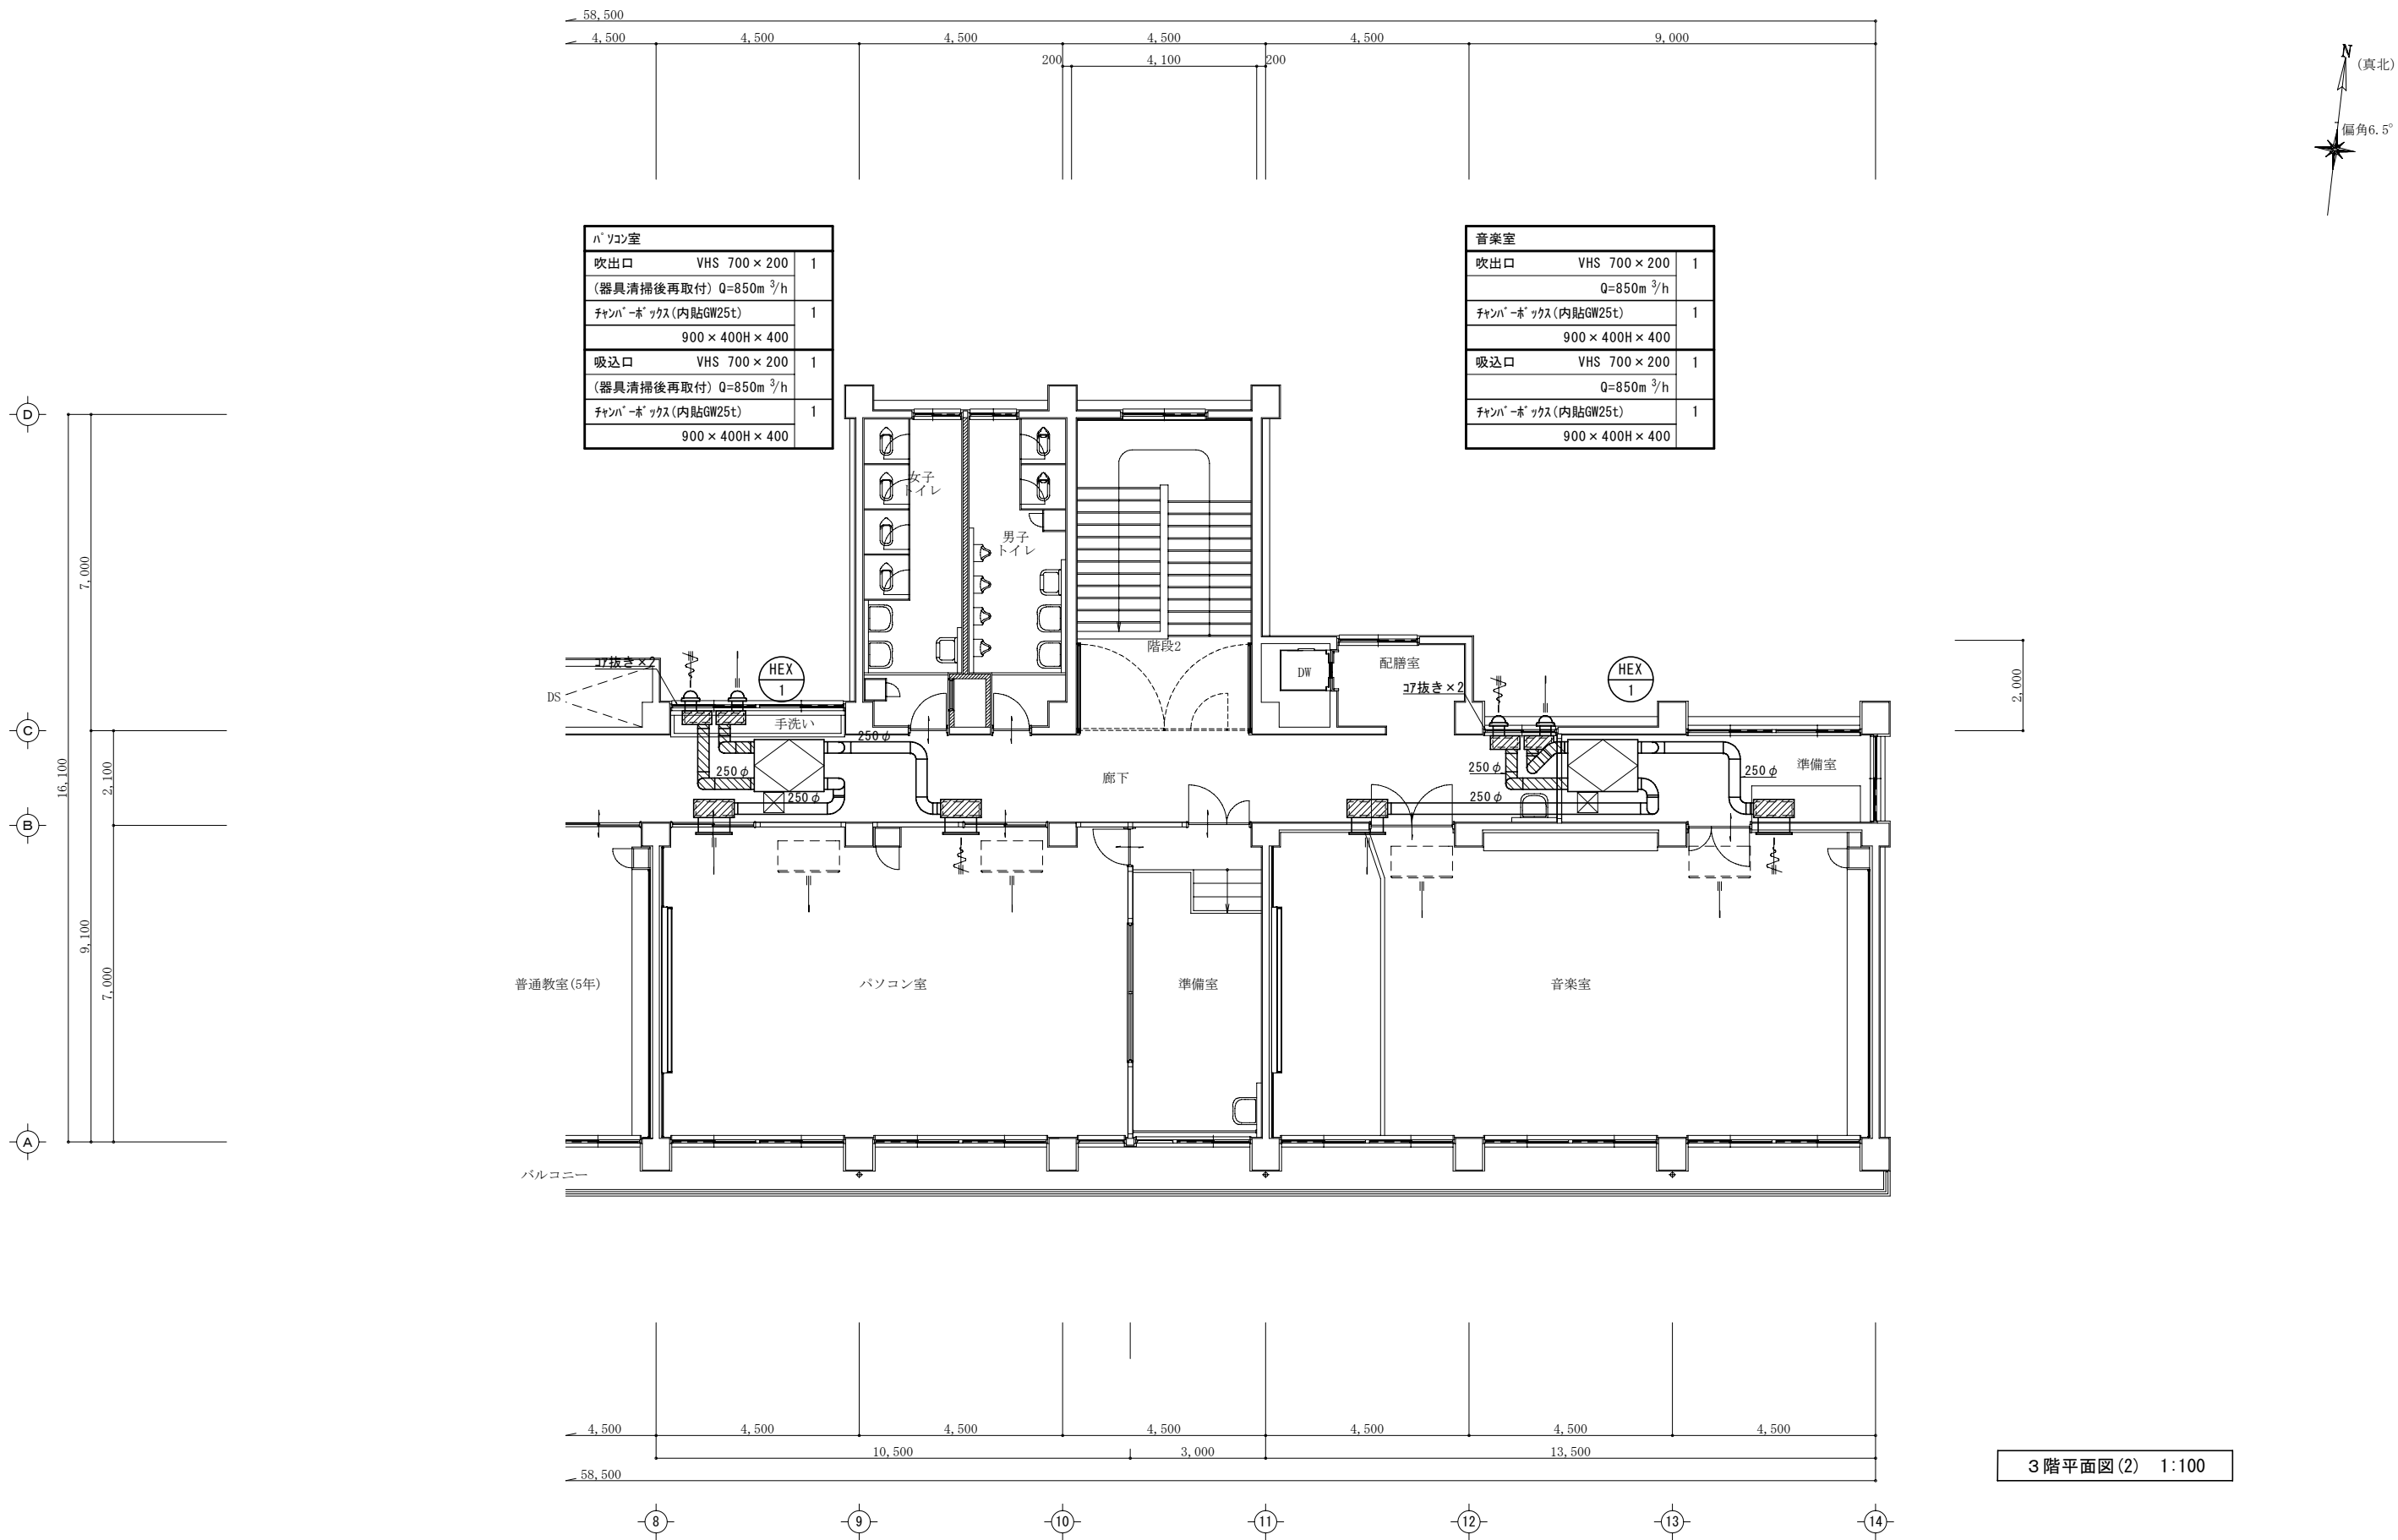 58,500
4,500
4,500
4,500
4,500
4,500
9,000
200
4,100
200
N
(真北)
偏角6.5°
ﾊﾟｿｺﾝ室
吹出口 VHS 700×200 1
(器具清掃後再取付) Q=850m³/h
ﾁｬﾝﾊﾞｰﾎﾞｯｸｽ(内貼GW25t) 1
900×400H×400
吸込口 VHS 700×200 1
(器具清掃後再取付) Q=850m³/h
ﾁｬﾝﾊﾞｰﾎﾞｯｸｽ(内貼GW25t) 1
900×400H×400
音楽室
吹出口 VHS 700×200 1
Q=850m³/h
ﾁｬﾝﾊﾞｰﾎﾞｯｸｽ(内貼GW25t) 1
900×400H×400
吸込口 VHS 700×200 1
Q=850m³/h
ﾁｬﾝﾊﾞｰﾎﾞｯｸｽ(内貼GW25t) 1
900×400H×400
D
C
B
A
7,000
16,100
2,100
9,100
7,000
2,000
女子
トイレ
男子
トイレ
階段2
DW
配膳室
ｺｱ抜き×2
HEX
1
DS
手洗い
250φ
250φ
250φ
廊下
ｺｱ抜き×2
HEX
1
250φ
250φ
250φ
準備室
普通教室(5年)
パソコン室
準備室
音楽室
バルコニー
4,500
4,500
4,500
4,500
4,500
4,500
4,500
10,500
3,000
13,500
58,500
3階平面図(2) 1:100
8
9
10
11
12
13
14